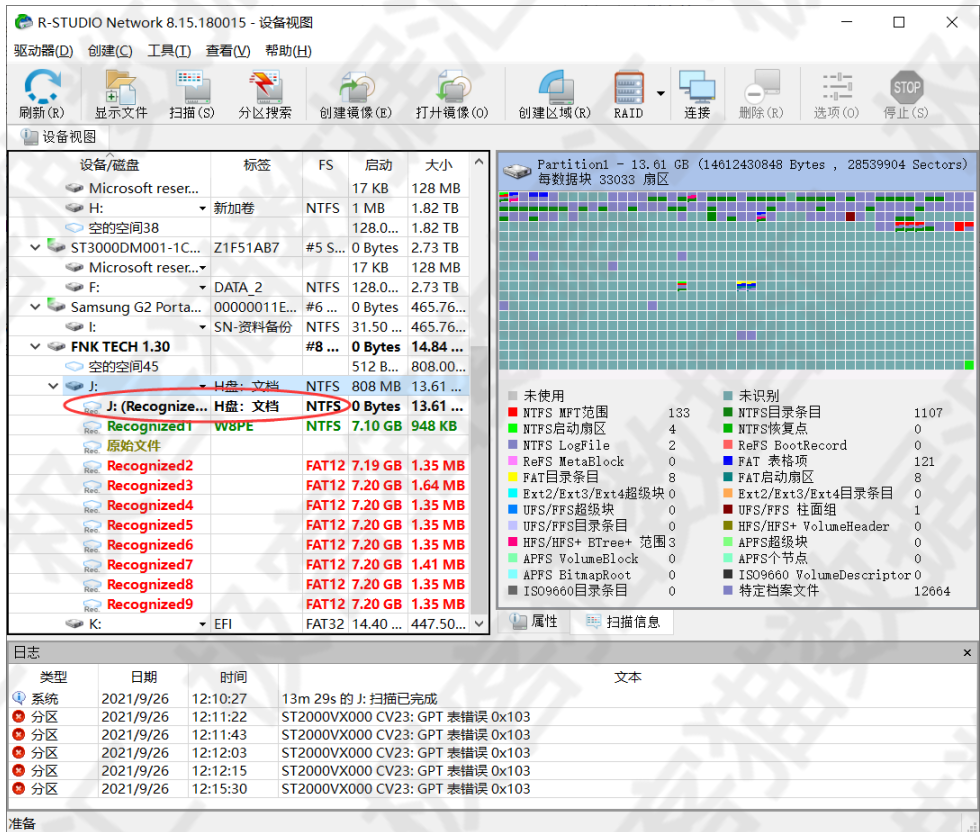 R-STUDIO Network 8.15.180015 - 设备视图
驱动器(D) 创建(C) 工具(T) 查看(V) 帮助(H)
刷新(R) 显示文件 扫描(S) 分区搜索 创建镜像(E) 打开镜像(O) 创建区域(R) RAID 连接 删除(R) 选项(O) STOP 停止(S)
设备视图
设备/磁盘 标签 FS 启动 大小
Microsoft reser... 17 KB 128 MB
H: 新加卷 NTFS 1 MB 1.82 TB
空的空间38 128.0... 1.82 TB
ST3000DM001-1C... Z1F51AB7 #5 S... 0 Bytes 2.73 TB
Microsoft reser... 17 KB 128 MB
F: DATA_2 NTFS 128.0... 2.73 TB
Samsung G2 Porta... 00000011E... #6 ... 0 Bytes 465.76...
I: SN-资料备份 NTFS 31.50 ... 465.76...
FNK TECH 1.30 #8 ... 0 Bytes 14.84 ...
空的空间45 512 B... 808.00...
J: H盘：文档 NTFS 808 MB 13.61 ...
Rec J: (Recognize... H盘：文档 NTFS 0 Bytes 13.61 ...
Rec Recognized1 W8PE NTFS 7.10 GB 948 KB
Rec 原始文件
Rec Recognized2 FAT12 7.19 GB 1.35 MB
Rec Recognized3 FAT12 7.20 GB 1.64 MB
Rec Recognized4 FAT12 7.20 GB 1.35 MB
Rec Recognized5 FAT12 7.20 GB 1.35 MB
Rec Recognized6 FAT12 7.20 GB 1.35 MB
Rec Recognized7 FAT12 7.20 GB 1.41 MB
Rec Recognized8 FAT12 7.20 GB 1.35 MB
Rec Recognized9 FAT12 7.20 GB 1.35 MB
K: EFI FAT32 14.40 ... 447.50...
Partition1 - 13.61 GB (14612430848 Bytes , 28539904 Sectors)
每数据块 33033 扇区
未使用 未识别
NTFS MFT范围 133 NTFS目录条目 1107
NTFS启动扇区 4 NTFS恢复点 0
NTFS LogFile 2 ReFS BootRecord 0
ReFS MetaBlock 0 FAT 表格项 121
FAT目录条目 8 FAT启动扇区 8
Ext2/Ext3/Ext4超级块 0 Ext2/Ext3/Ext4目录条目 0
UFS/FFS超级块 0 UFS/FFS 柱面组 1
UFS/FFS目录条目 0 HFS/HFS+ VolumeHeader 0
HFS/HFS+ BTree+ 范围 3 APFS超级块 0
APFS VolumeBlock 0 APFS个节点 0
APFS BitmapRoot 0 ISO9660 VolumeDescriptor 0
ISO9660目录条目 0 特定档案文件 12664
属性 扫描信息
日志
类型 日期 时间 文本
系统 2021/9/26 12:10:27 13m 29s 的 J: 扫描已完成
分区 2021/9/26 12:11:22 ST2000VX000 CV23: GPT 表错误 0x103
分区 2021/9/26 12:11:43 ST2000VX000 CV23: GPT 表错误 0x103
分区 2021/9/26 12:12:03 ST2000VX000 CV23: GPT 表错误 0x103
分区 2021/9/26 12:12:15 ST2000VX000 CV23: GPT 表错误 0x103
分区 2021/9/26 12:15:30 ST2000VX000 CV23: GPT 表错误 0x103
准备